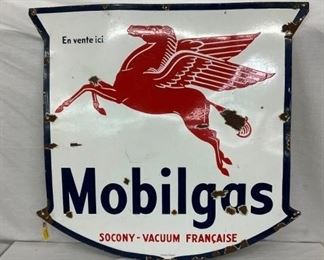 En vente ici
Mobilgas
SOCONY - VACUUM FRANÇAISE